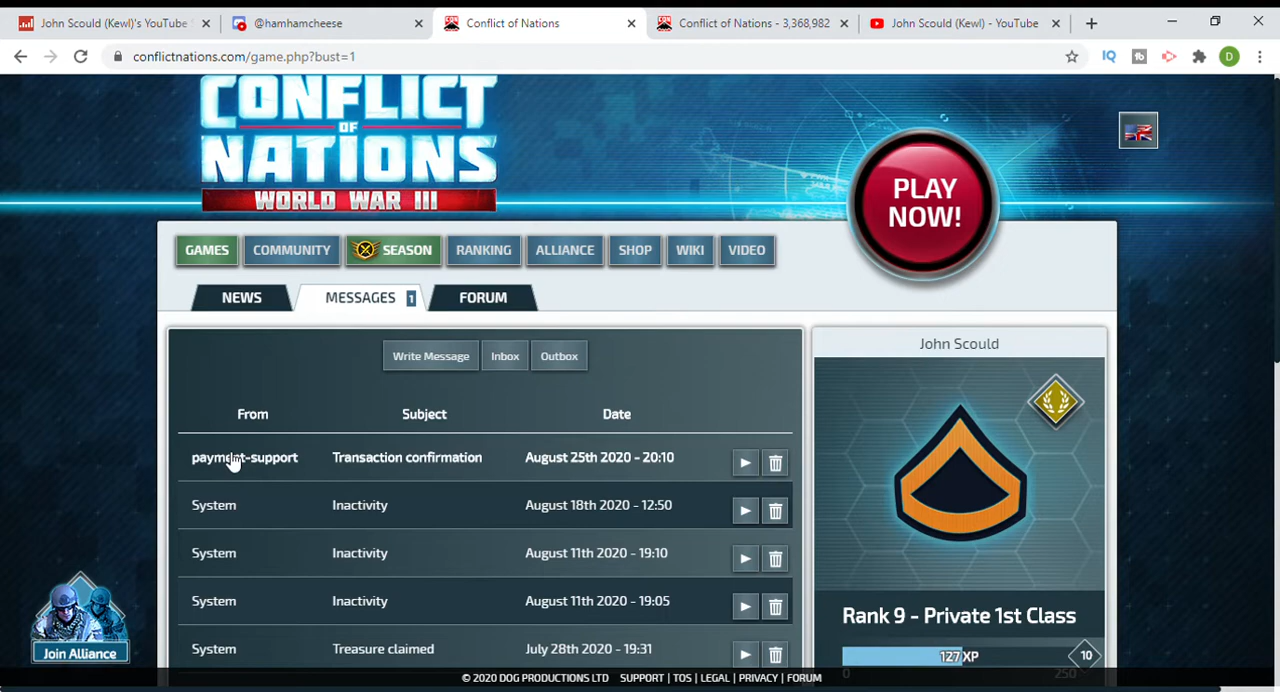 John Scould (Kewl)'s YouTube
@hamhamcheese
Conflict of Nations
Conflict of Nations - 3,368,982
John Scould (Kewl) - YouTube
conflictnations.com/game.php?bust=1
IQ
tb
D
CONFLICT
OF
NATIONS
WORLD WAR III
PLAY
NOW!
GAMES
COMMUNITY
SEASON
RANKING
ALLIANCE
SHOP
WIKI
VIDEO
NEWS
MESSAGES 1
FORUM
Write Message
Inbox
Outbox
John Scould
From Subject Date
payment-support Transaction confirmation August 25th 2020 - 20:10
System Inactivity August 18th 2020 - 12:50
System Inactivity August 11th 2020 - 19:10
System Inactivity August 11th 2020 - 19:05
System Treasure claimed July 28th 2020 - 19:31
Rank 9 - Private 1st Class
127 XP
10
0
250
Join Alliance
© 2020 DOG PRODUCTIONS LTD SUPPORT | TOS | LEGAL | PRIVACY | FORUM